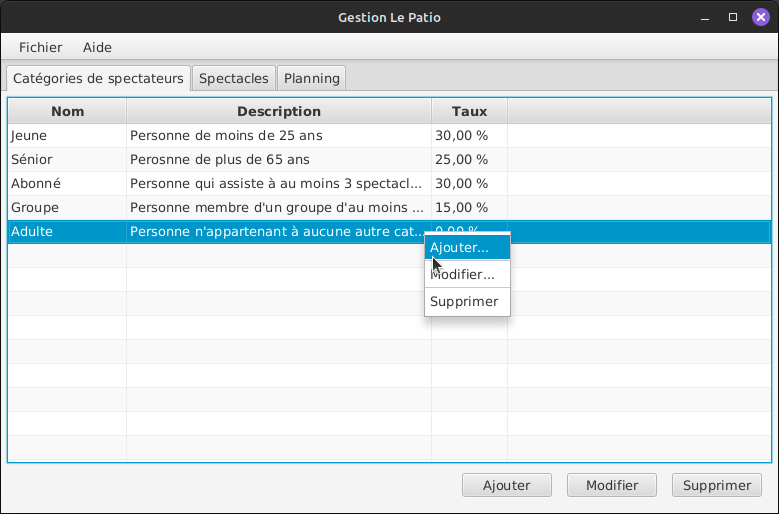 Gestion Le Patio
Fichier Aide
Catégories de spectateurs Spectacles Planning
Nom Description Taux
Jeune Personne de moins de 25 ans 30,00 %
Sénior Perosnne de plus de 65 ans 25,00 %
Abonné Personne qui assiste à au moins 3 spectacl... 30,00 %
Groupe Personne membre d'un groupe d'au moins ... 15,00 %
Adulte Personne n'appartenant à aucune autre cat... 0,00 %
Ajouter...
Modifier...
Supprimer
Ajouter Modifier Supprimer